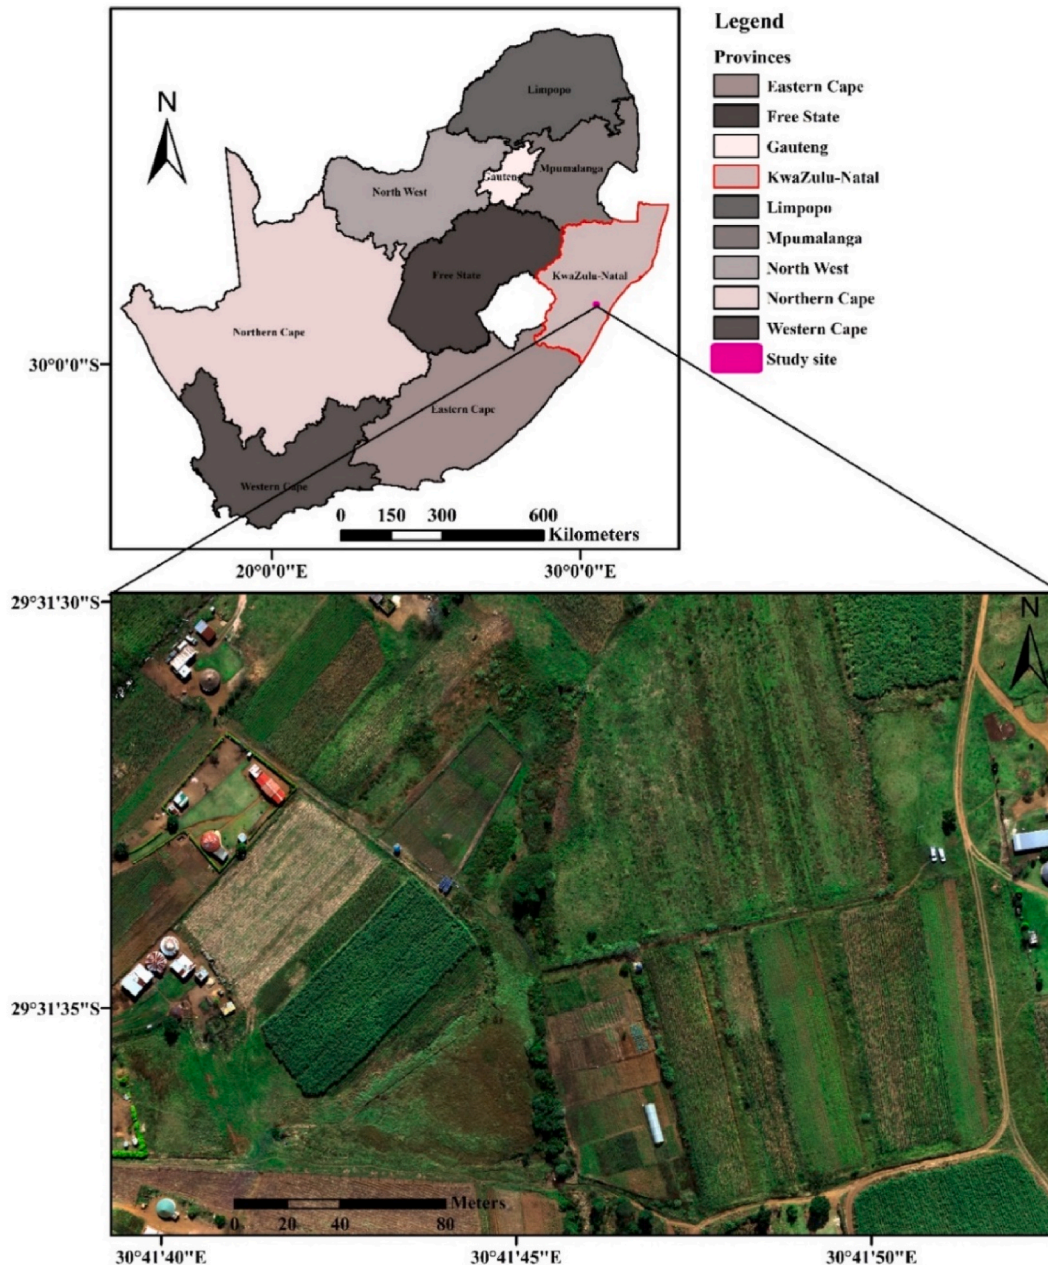 Legend
Provinces
Eastern Cape
Free State
Gauteng
KwaZulu-Natal
Limpopo
Mpumalanga
North West
Northern Cape
Western Cape
Study site
N
Limpopo
Gauteng
Mpumalanga
North West
Free State
KwaZulu-Natal
Northern Cape
30°0'0"S
Eastern Cape
Western Cape
0 150 300 600
Kilometers
20°0'0"E 30°0'0"E
29°31'30"S
N
29°31'35"S
Meters
0 20 40 80
30°41'40"E 30°41'45"E 30°41'50"E